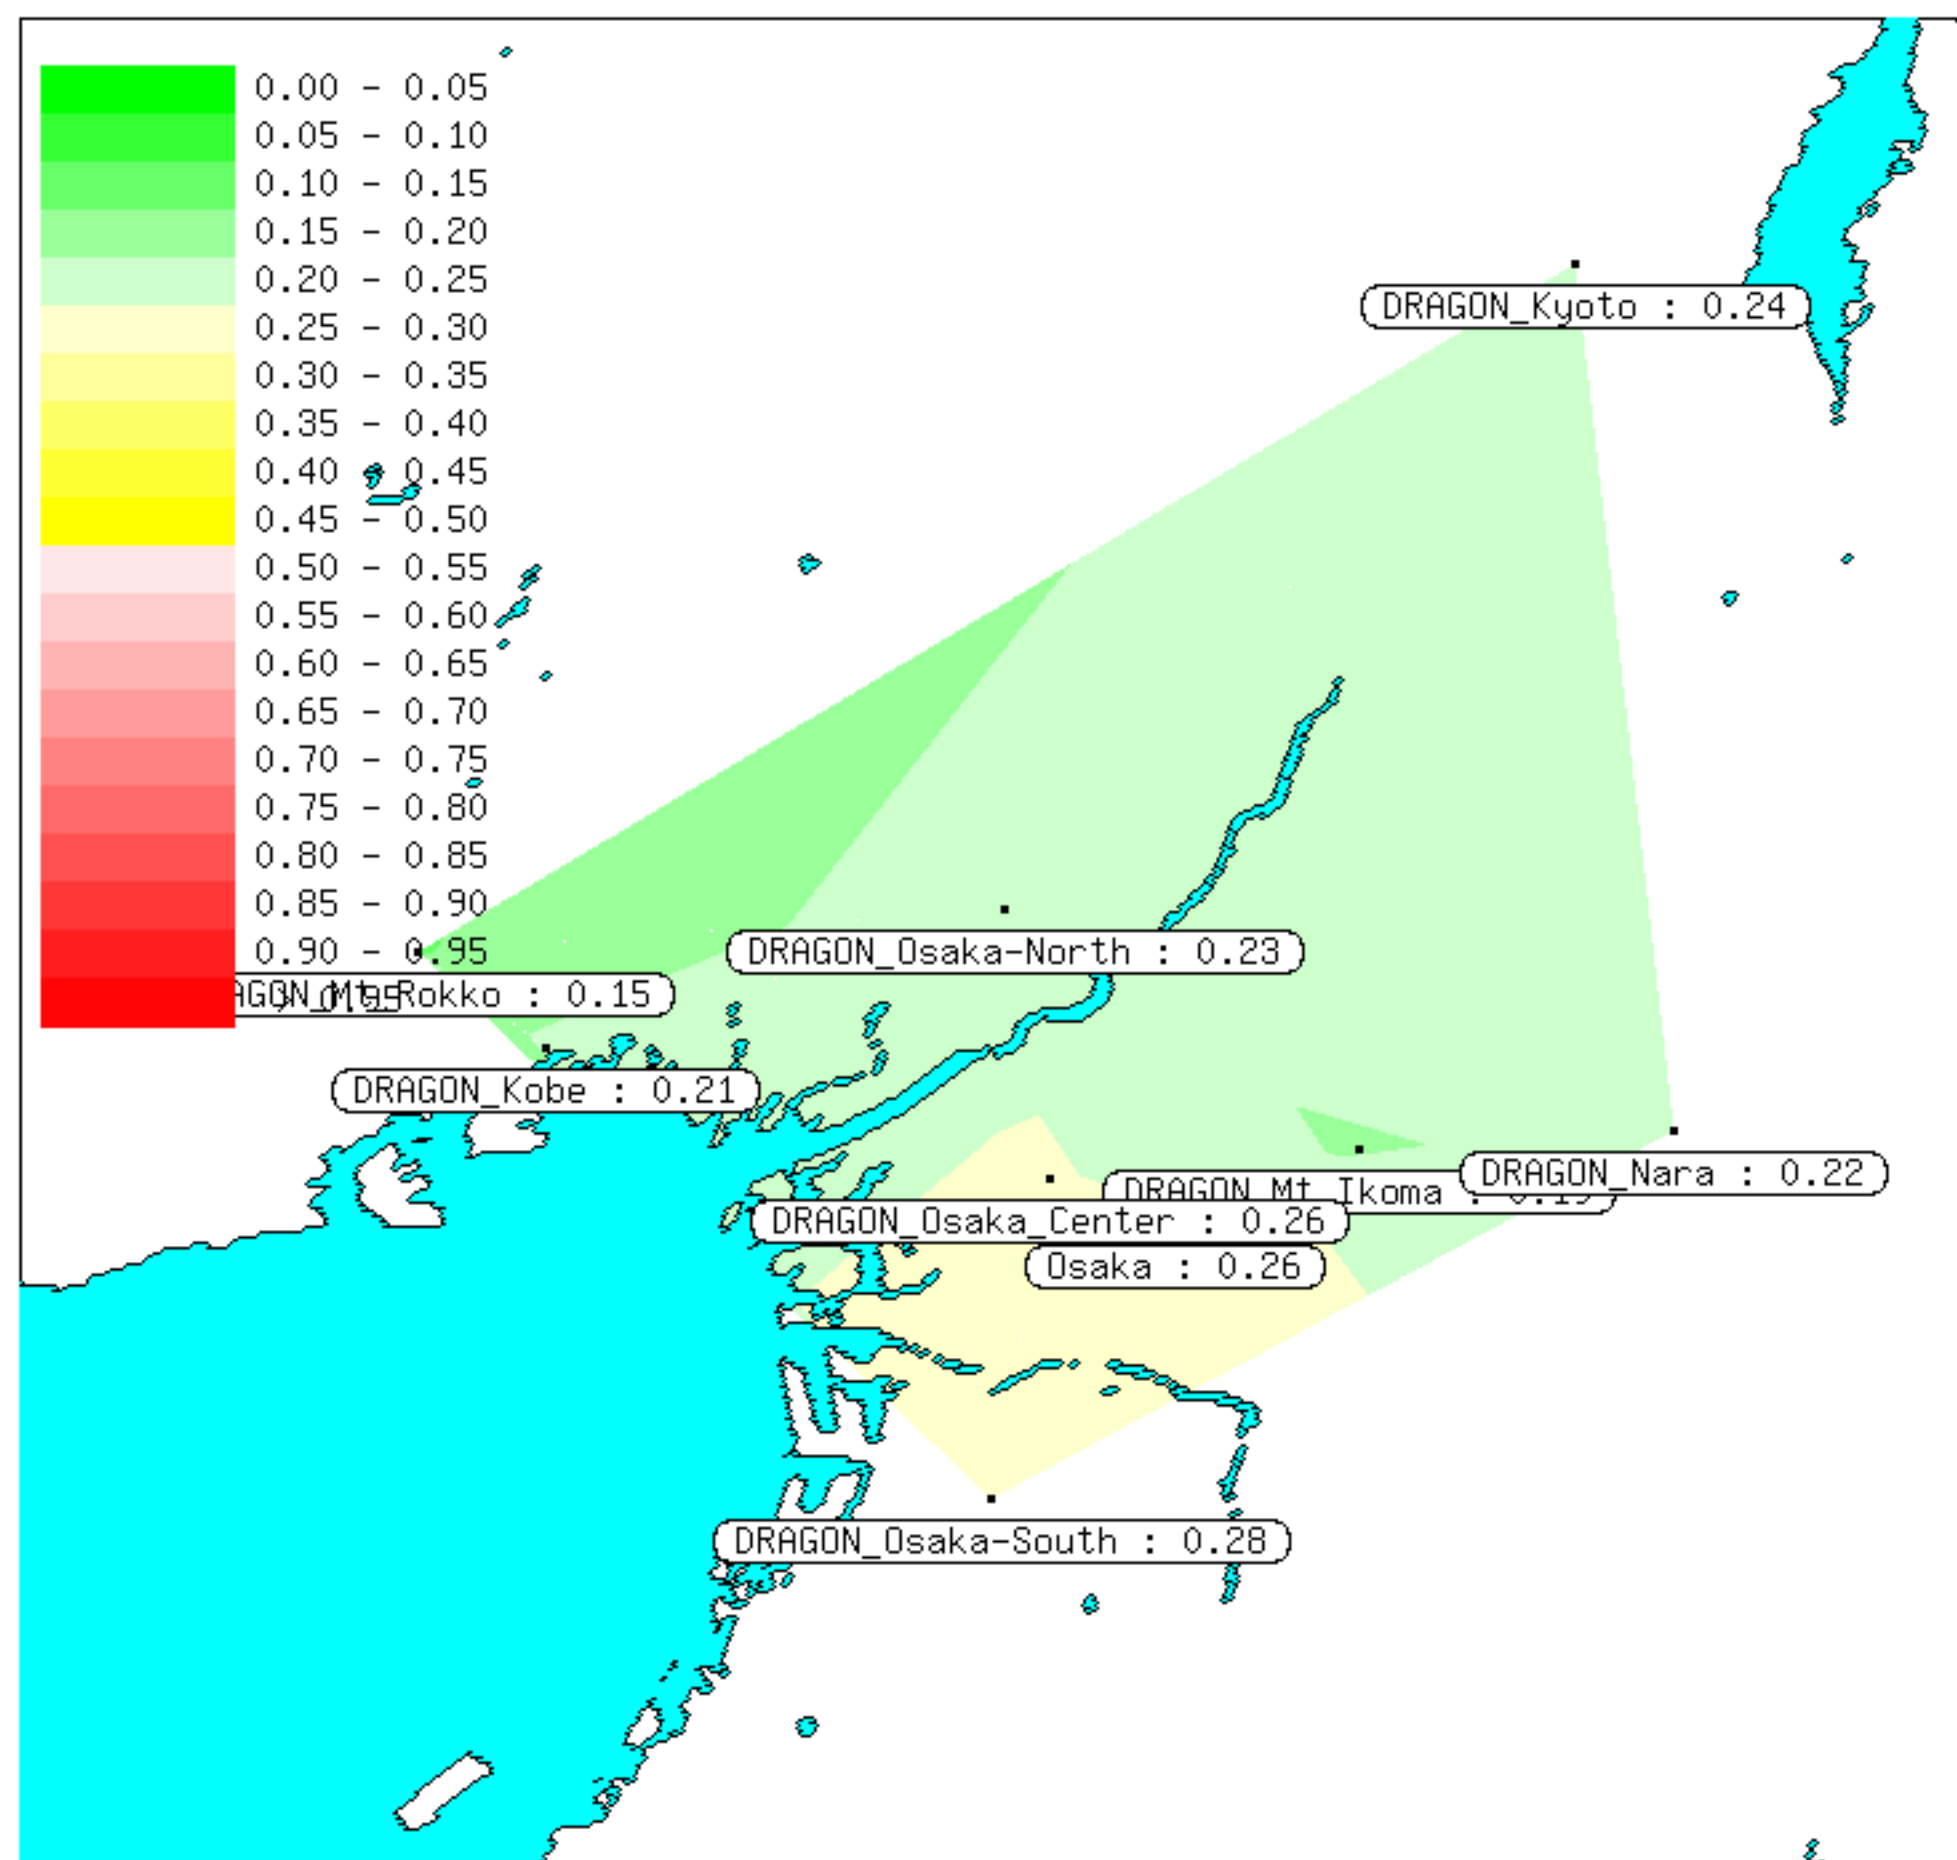 0.00 - 0.05
0.05 - 0.10
0.10 - 0.15
0.15 - 0.20
0.20 - 0.25
0.25 - 0.30
0.30 - 0.35
0.35 - 0.40
0.40 - 0.45
0.45 - 0.50
0.50 - 0.55
0.55 - 0.60
0.60 - 0.65
0.65 - 0.70
0.70 - 0.75
0.75 - 0.80
0.80 - 0.85
0.85 - 0.90
0.90 - 0.95
> 0.95
DRAGON_Kyoto : 0.24
DRAGON_Osaka-North : 0.23
AGON_Mt_Rokko : 0.15
DRAGON_Kobe : 0.21
DRAGON_Nara : 0.22
DRAGON_Mt_Ikoma : 0.19
DRAGON_Osaka_Center : 0.26
Osaka : 0.26
DRAGON_Osaka-South : 0.28